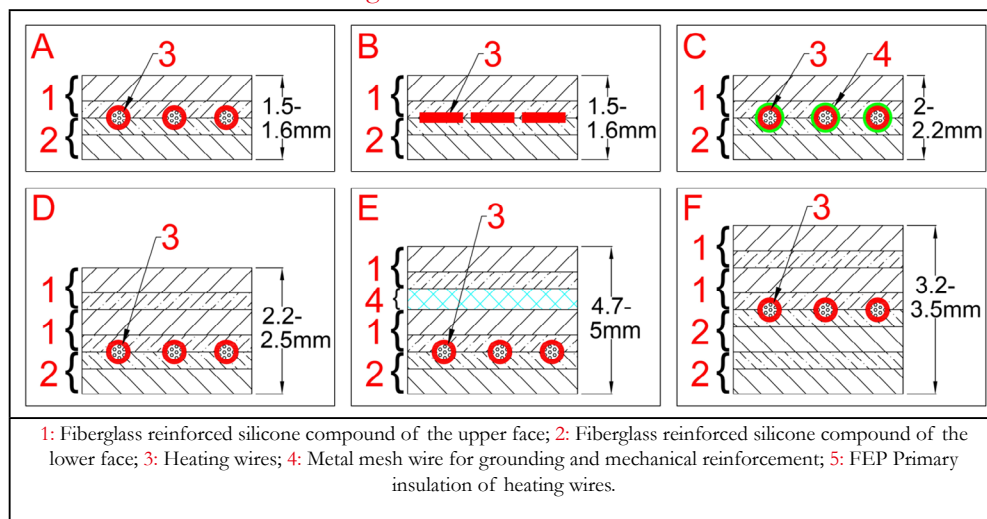 A
3
1
2
1.5-
1.6mm
B
3
1
2
1.5-
1.6mm
C
3
4
1
2
2-
2.2mm
D
3
1
1
2
2.2-
2.5mm
E
3
1
4
1
2
4.7-
5mm
F
3
1
1
2
2
3.2-
3.5mm
1: Fiberglass reinforced silicone compound of the upper face; 2: Fiberglass reinforced silicone compound of the
lower face; 3: Heating wires; 4: Metal mesh wire for grounding and mechanical reinforcement; 5: FEP Primary
insulation of heating wires.